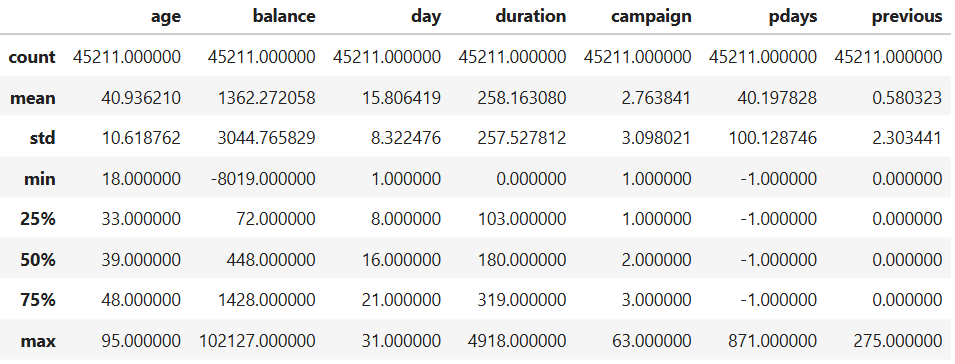 age balance day duration campaign pdays previous
count 45211.000000 45211.000000 45211.000000 45211.000000 45211.000000 45211.000000 45211.000000
mean 40.936210 1362.272058 15.806419 258.163080 2.763841 40.197828 0.580323
std 10.618762 3044.765829 8.322476 257.527812 3.098021 100.128746 2.303441
min 18.000000 -8019.000000 1.000000 0.000000 1.000000 -1.000000 0.000000
25% 33.000000 72.000000 8.000000 103.000000 1.000000 -1.000000 0.000000
50% 39.000000 448.000000 16.000000 180.000000 2.000000 -1.000000 0.000000
75% 48.000000 1428.000000 21.000000 319.000000 3.000000 -1.000000 0.000000
max 95.000000 102127.000000 31.000000 4918.000000 63.000000 871.000000 275.000000